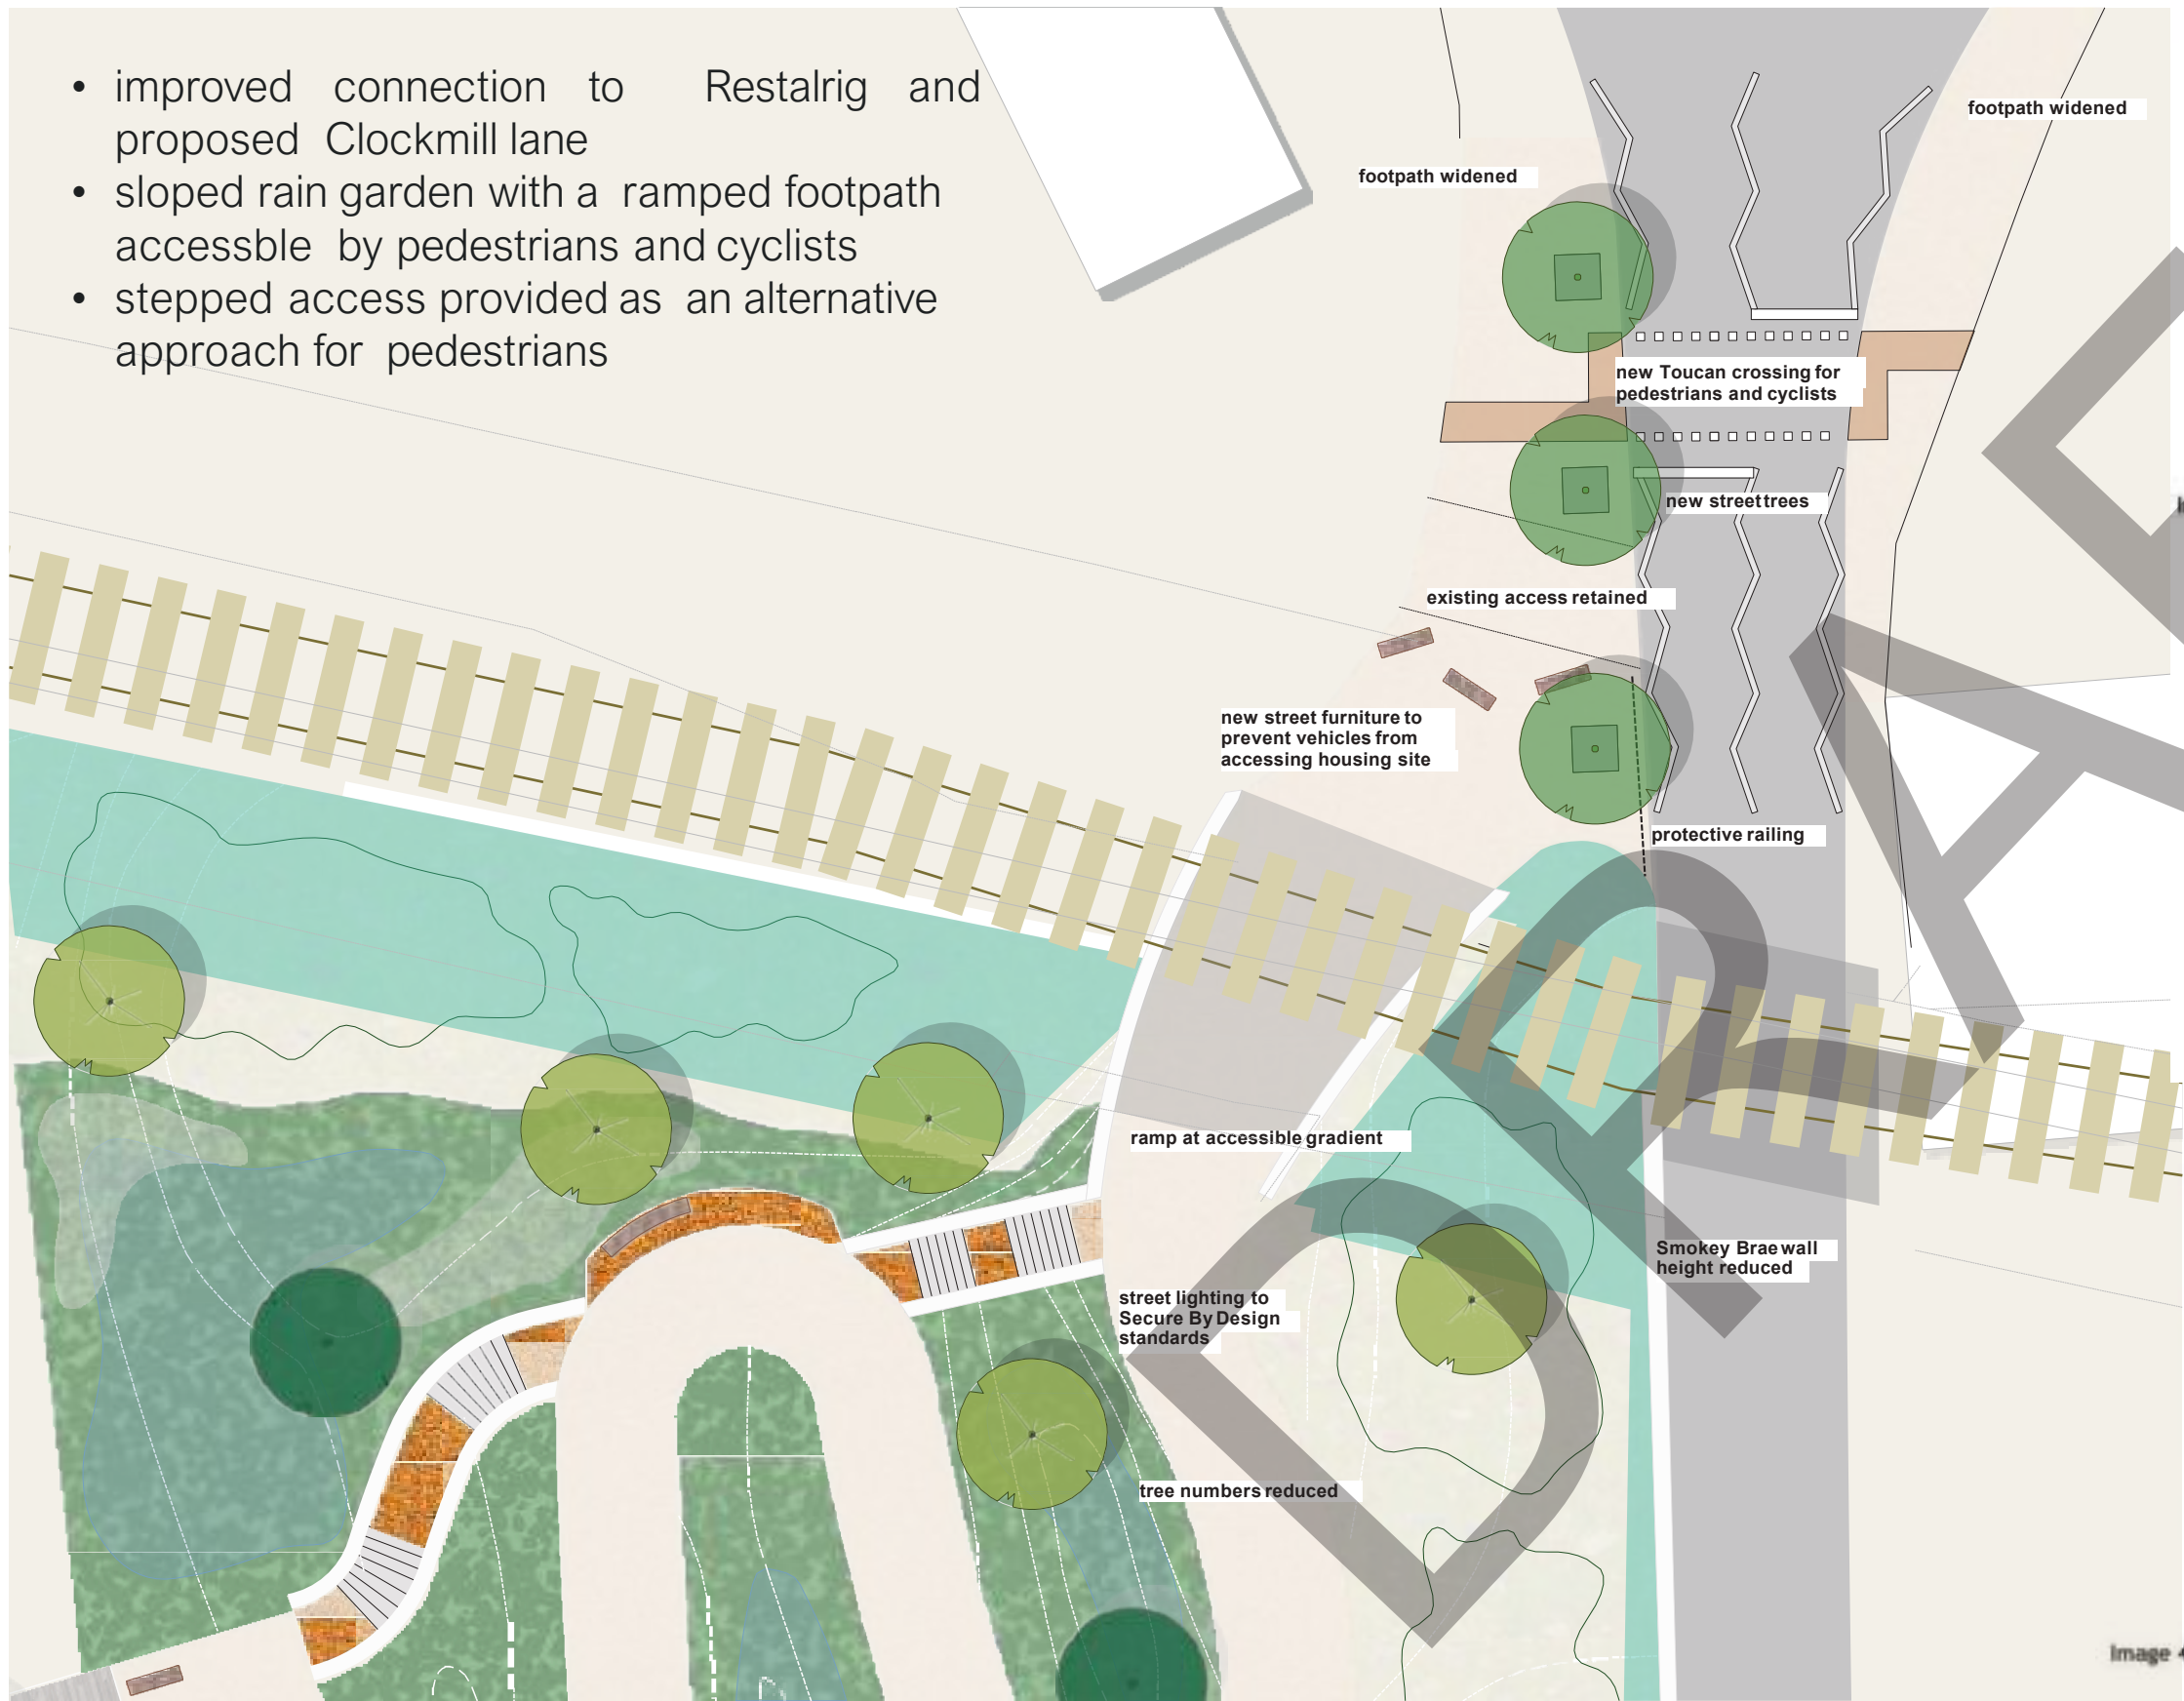 • improved connection to Restalrig and
proposed Clockmill lane
• sloped rain garden with a ramped footpath
accessble by pedestrians and cyclists
• stepped access provided as an alternative
approach for pedestrians
footpath widened
footpath widened
new Toucan crossing for
pedestrians and cyclists
new street trees
existing access retained
new street furniture to
prevent vehicles from
accessing housing site
protective railing
ramp at accessible gradient
Smokey Brae wall
height reduced
street lighting to
Secure By Design
standards
tree numbers reduced
DRA
Image